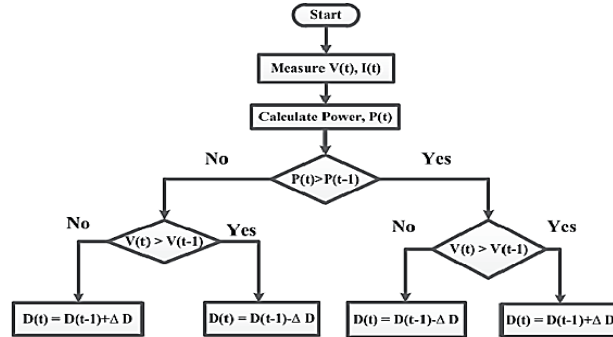 Start
Measure V(t), I(t)
Calculate Power, P(t)
No
Yes
P(t)>P(t-1)
No
Yes
No
Yes
V(t) > V(t-1)
V(t) > V(t-1)
D(t) = D(t-1)+Δ D
D(t) = D(t-1)-Δ D
D(t) = D(t-1)-Δ D
D(t) = D(t-1)+Δ D